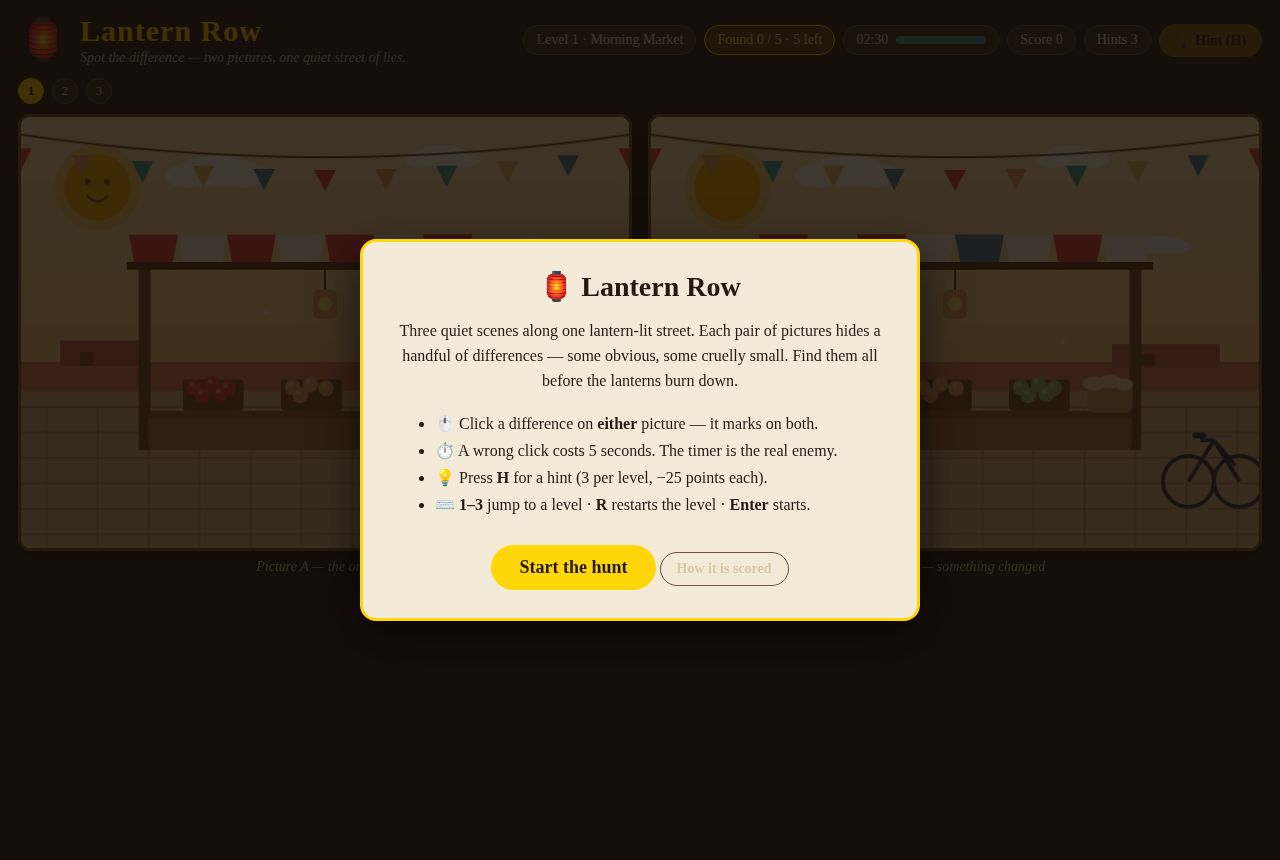 Lantern Row
Spot the difference — two pictures, one quiet street of lies.
Level 1 · Morning Market
Found 0 / 5 · 5 left
02:30
Score 0
Hints 3
Hint (H)
1 2 3
Lantern Row
Three quiet scenes along one lantern-lit street. Each pair of pictures hides a
handful of differences — some obvious, some cruelly small. Find them all
before the lanterns burn down.
Click a difference on either picture — it marks on both.
A wrong click costs 5 seconds. The timer is the real enemy.
Press H for a hint (3 per level, −25 points each).
1–3 jump to a level · R restarts the level · Enter starts.
Start the hunt
How it is scored
Picture A — the
— something changed